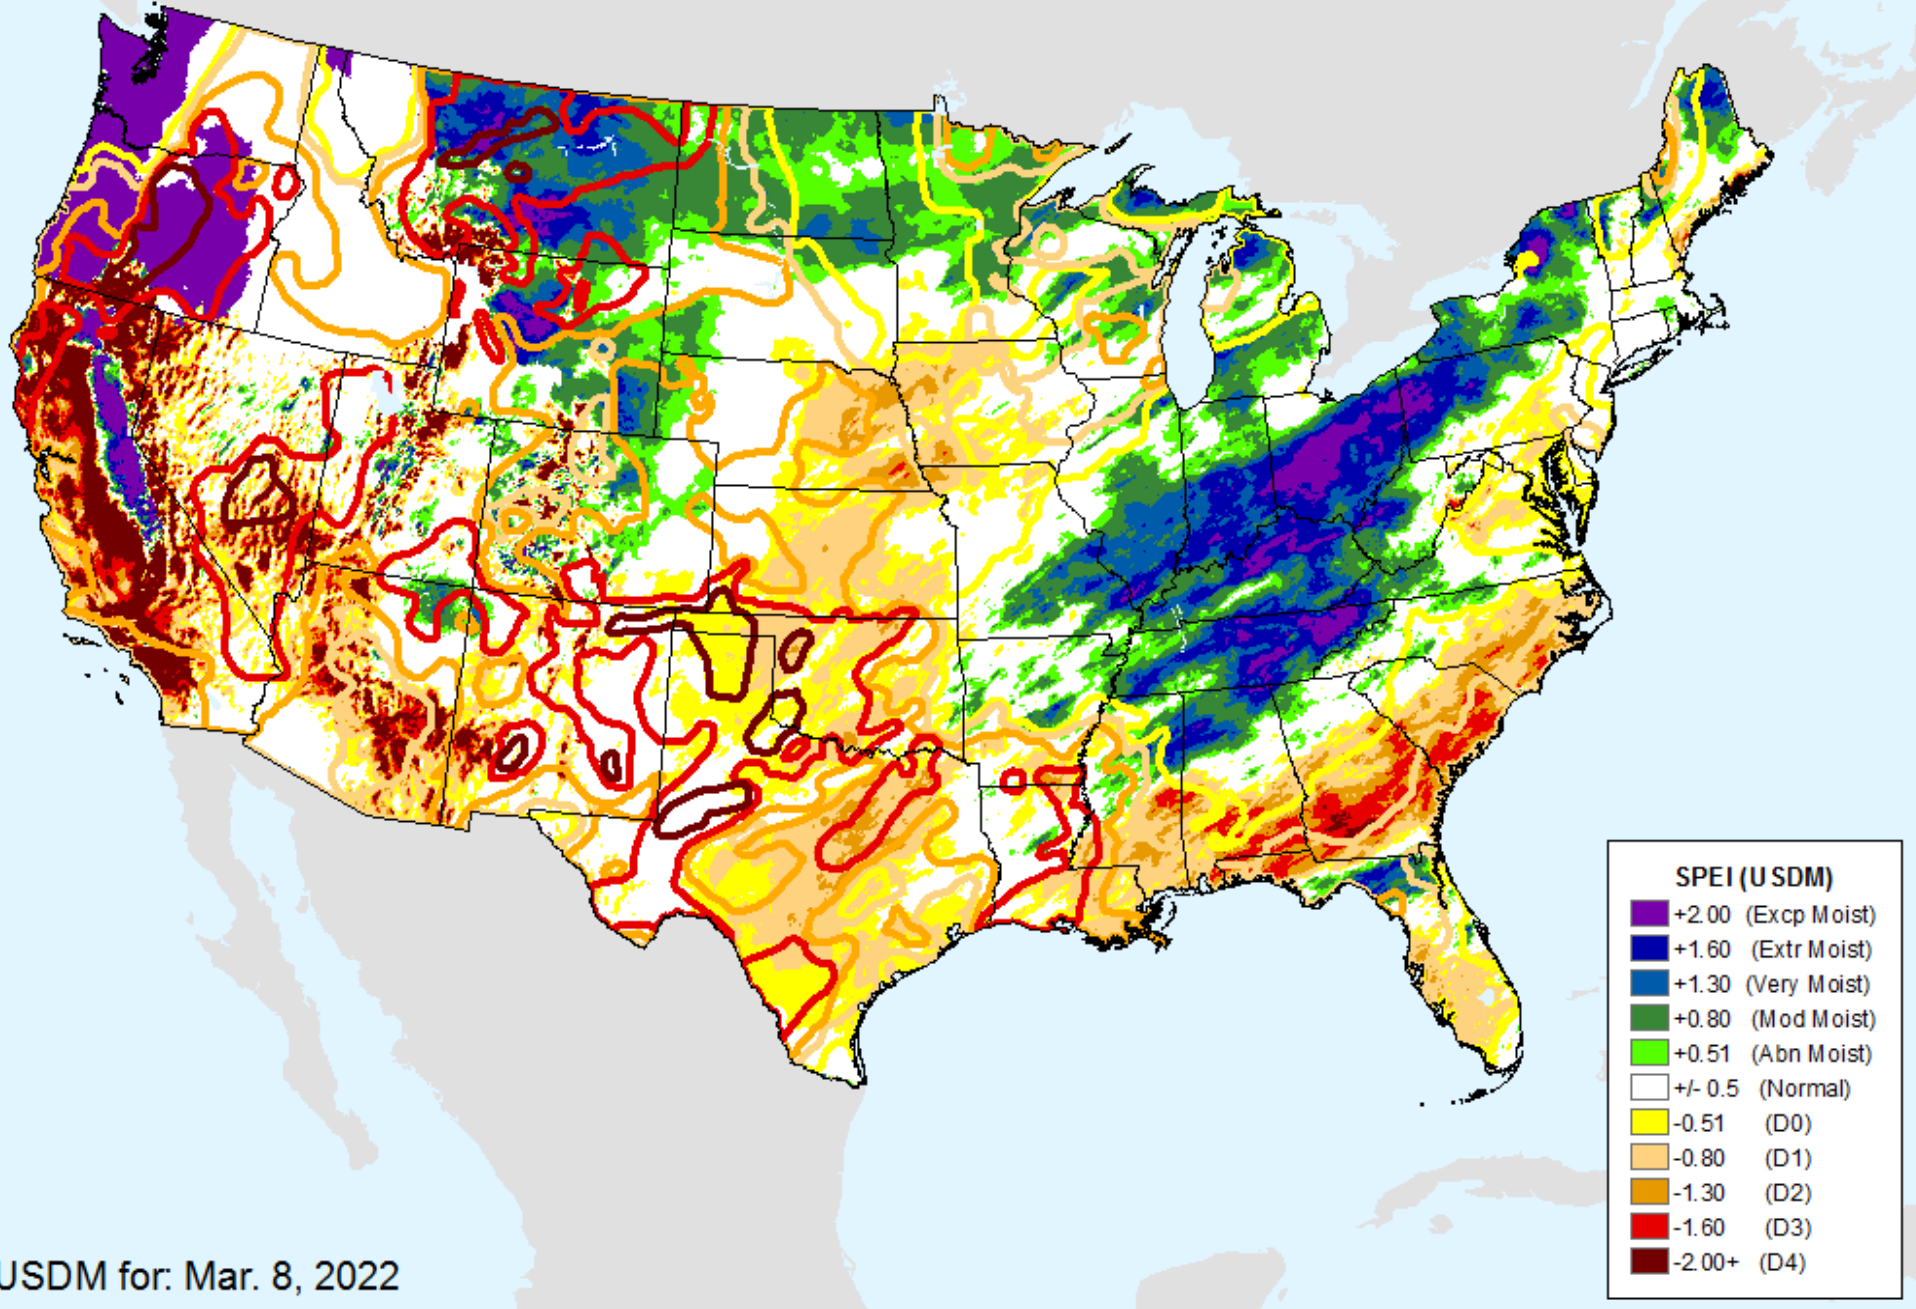 SPEI (USDM)
+2.00 (Excp Moist)
+1.60 (Extr Moist)
+1.30 (Very Moist)
+0.80 (Mod Moist)
+0.51 (Abn Moist)
+/- 0.5 (Normal)
-0.51 (D0)
-0.80 (D1)
-1.30 (D2)
-1.60 (D3)
-2.00+ (D4)
USDM for: Mar. 8, 2022